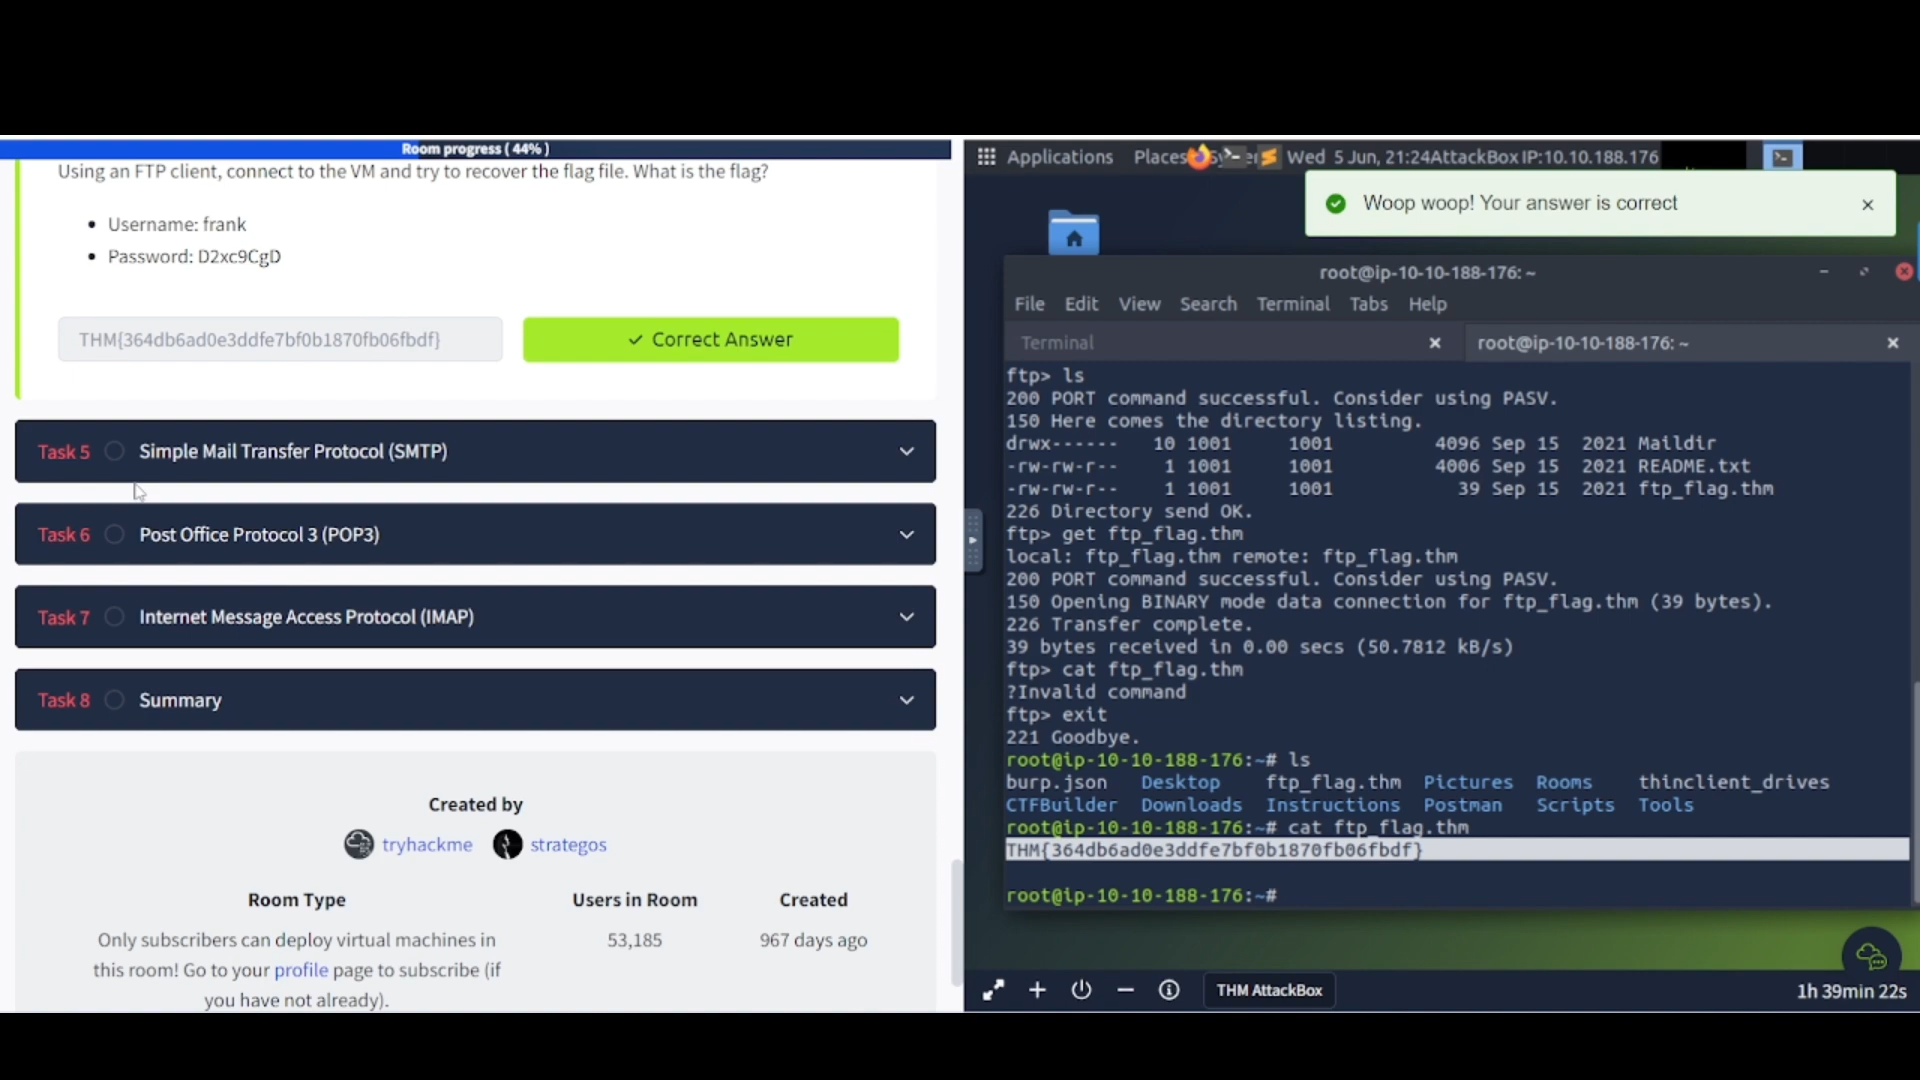 Room progress ( 44% )
Using an FTP client, connect to the VM and try to recover the flag file. What is the flag?
Username: frank
Password: D2xc9CgD
THM{364db6ad0e3ddfe7bf0b1870fb06fbdf}
Correct Answer
Task 5 Simple Mail Transfer Protocol (SMTP)
Task 6 Post Office Protocol 3 (POP3)
Task 7 Internet Message Access Protocol (IMAP)
Task 8 Summary
Created by
tryhackme strategos
Room Type Users in Room Created
Only subscribers can deploy virtual machines in
this room! Go to your profile page to subscribe (if
you have not already).
53,185
967 days ago
Applications Places Wed 5 Jun, 21:24 AttackBox IP:10.10.188.176
Woop woop! Your answer is correct
root@ip-10-10-188-176: ~
File Edit View Search Terminal Tabs Help
Terminal
root@ip-10-10-188-176: ~
ftp> ls
200 PORT command successful. Consider using PASV.
150 Here comes the directory listing.
drwx------ 10 1001 1001 4096 Sep 15 2021 Maildir
-rw-rw-r-- 1 1001 1001 4006 Sep 15 2021 README.txt
-rw-rw-r-- 1 1001 1001 39 Sep 15 2021 ftp_flag.thm
226 Directory send OK.
ftp> get ftp_flag.thm
local: ftp_flag.thm remote: ftp_flag.thm
200 PORT command successful. Consider using PASV.
150 Opening BINARY mode data connection for ftp_flag.thm (39 bytes).
226 Transfer complete.
39 bytes received in 0.00 secs (50.7812 kB/s)
ftp> cat ftp_flag.thm
?Invalid command
ftp> exit
221 Goodbye.
root@ip-10-10-188-176:~# ls
burp.json Desktop ftp_flag.thm Pictures Rooms thinclient_drives
CTFBuilder Downloads Instructions Postman Scripts Tools
root@ip-10-10-188-176:~# cat ftp_flag.thm
THM{364db6ad0e3ddfe7bf0b1870fb06fbdf}
root@ip-10-10-188-176:~#
THM AttackBox
1h 39min 22s